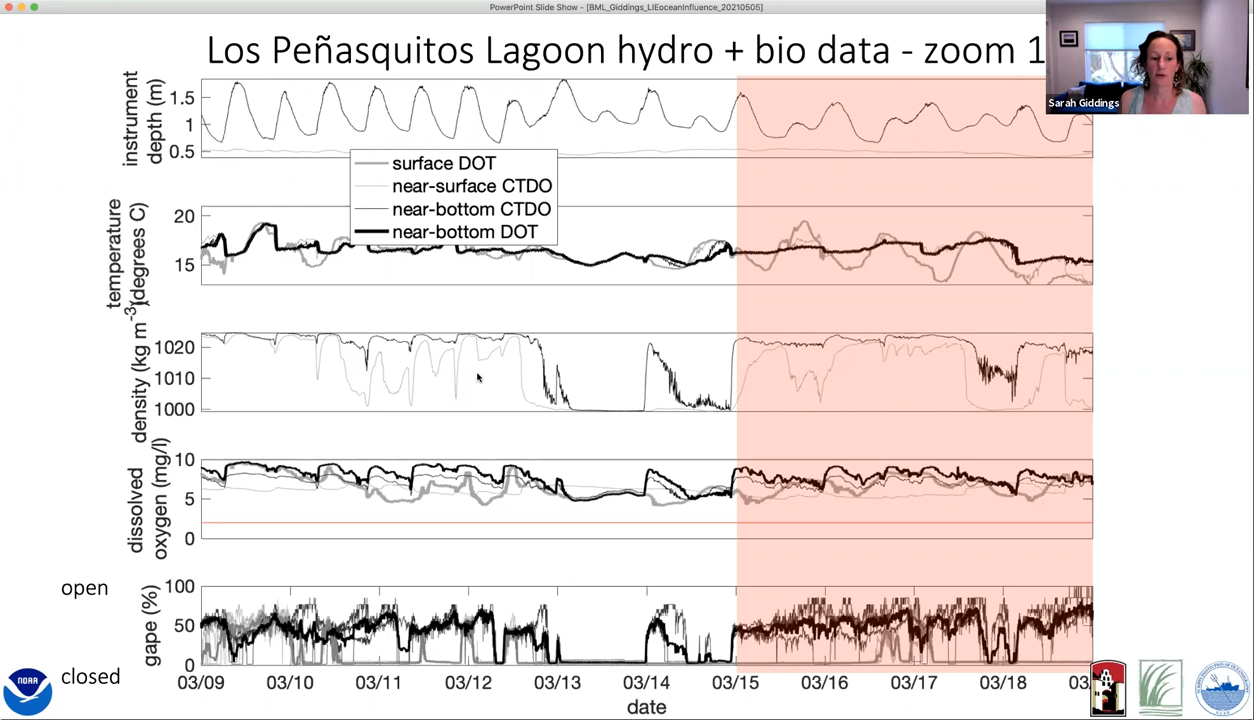 PowerPoint Slide Show - [BML_Giddings_LIEoceanInfluence_20210505]
Los Peñasquitos Lagoon hydro + bio data - zoom 1
Sarah Giddings
instrument
depth (m)
1.5
1
0.5
surface DOT
near-surface CTDO
near-bottom CTDO
near-bottom DOT
temperature
(degrees C)
20
15
density (kg m-3)
1020
1010
1000
dissolved
oxygen (mg/l)
10
5
0
open
closed
gape (%)
100
50
0
03/09
03/10
03/11
03/12
03/13
03/14
03/15
03/16
03/17
03/18
03
date
NOAA